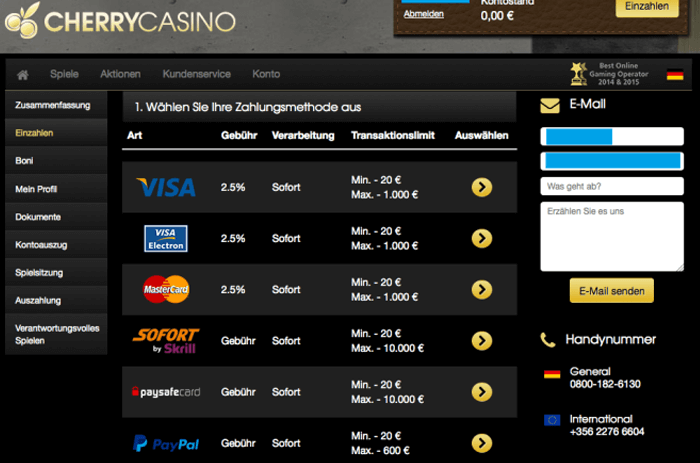 CHERRYCASINO
Abmelden
Kontostand
0,00 €
Einzahlen
Spiele Aktionen Kundenservice Konto
Best Online
Gaming Operator
2014 & 2015
Zusammenfassung
Einzahlen
Boni
Mein Profil
Dokumente
Kontoauszug
Spielsitzung
Auszahlung
Verantwortungsvolles
Spielen
1. Wählen Sie Ihre Zahlungsmethode aus
Art Gebühr Verarbeitung Transaktionslimit Auswählen
VISA 2.5% Sofort Min. - 20 €
Max. - 1.000 €
VISA
Electron 2.5% Sofort Min. - 20 €
Max. - 1.000 €
MasterCard 2.5% Sofort Min. - 20 €
Max. - 1.000 €
SOFORT
by Skrill Gebühr Sofort Min. - 20 €
Max. - 10.000 €
paysafecard Gebühr Sofort Min. - 20 €
Max. - 10.000 €
PayPal Gebühr Sofort Min. - 20 €
Max. - 600 €
E-Mail
Was geht ab?
Erzählen Sie es uns
E-Mail senden
Handynummer
General
0800-182-6130
International
+356 2276 6604